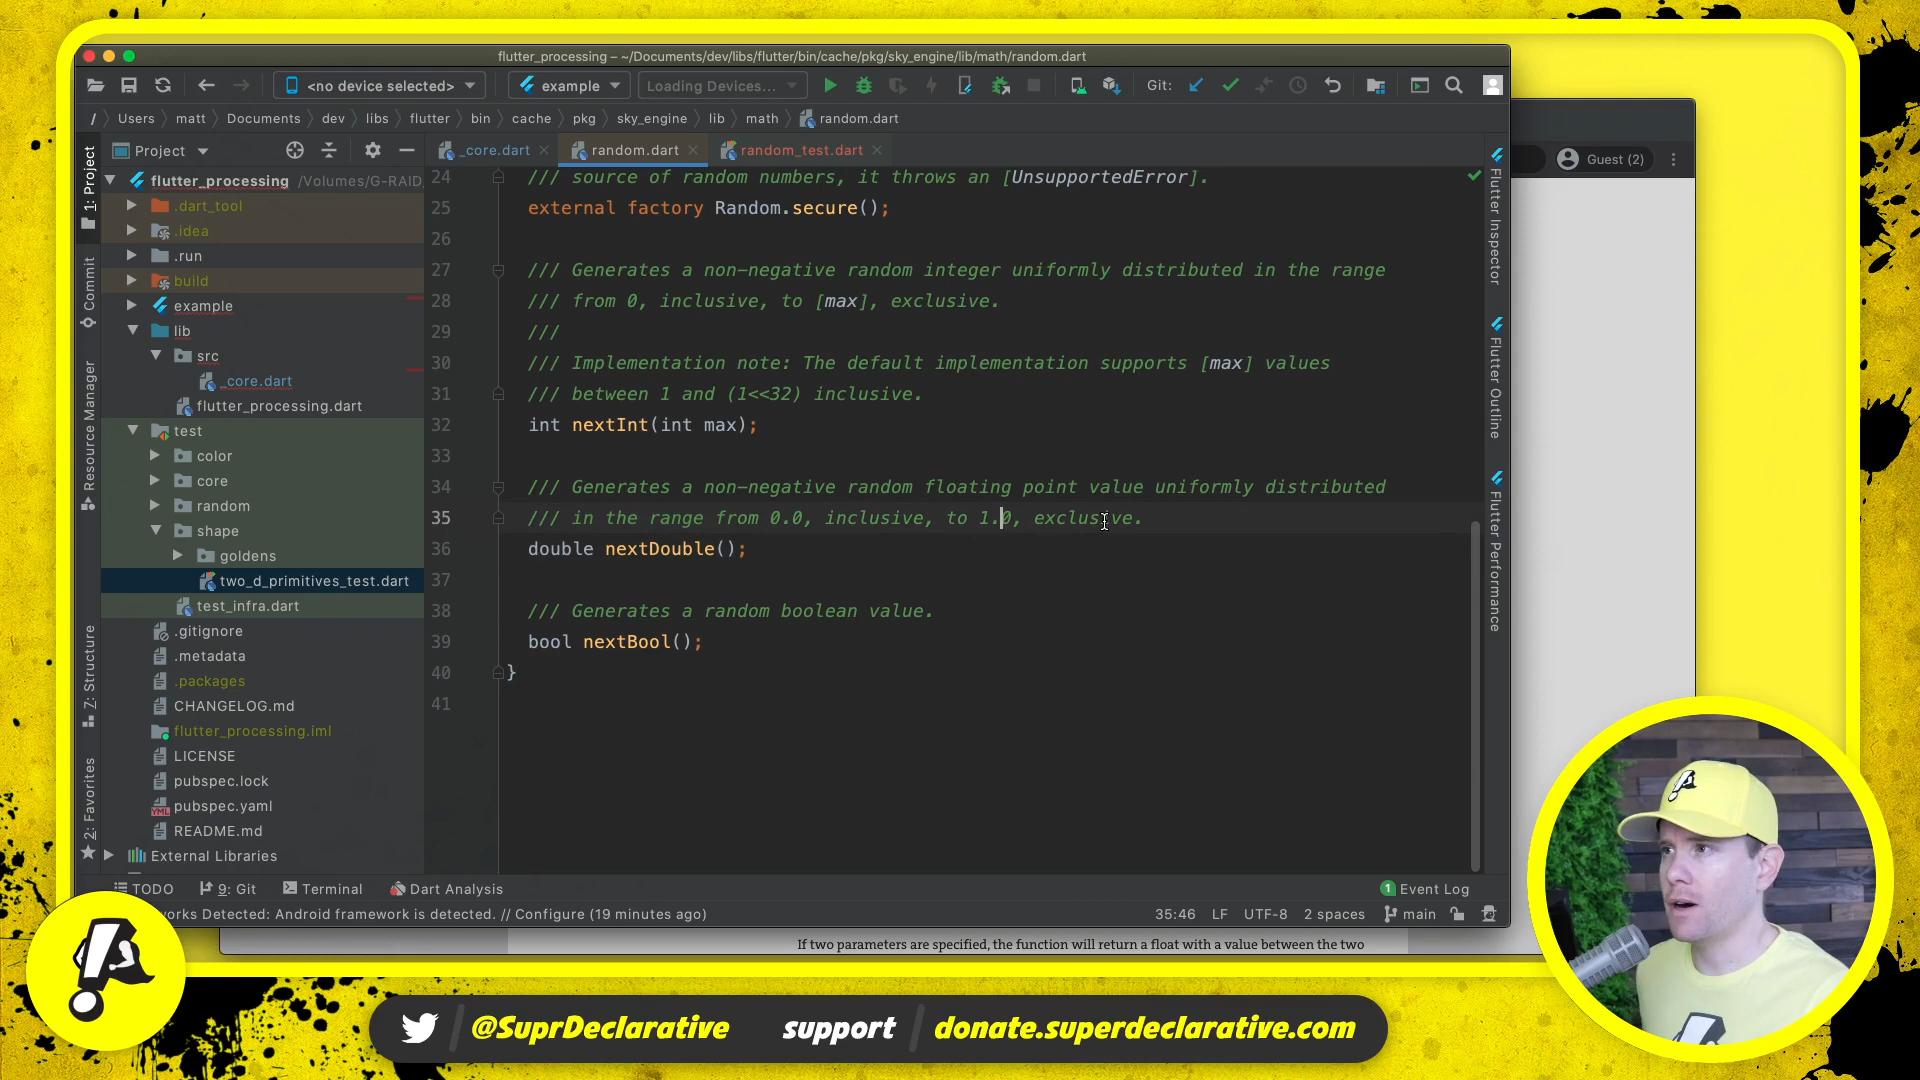 flutter_processing – ~/Documents/dev/libs/flutter/bin/cache/pkg/sky_engine/lib/math/random.dart
<no device selected>
example
Loading Devices...
Git:
/ Users matt Documents dev libs flutter bin cache pkg sky_engine lib math random.dart
Guest (2)
Project
_core.dart
random.dart
random_test.dart
1: Project
Commit
Resource Manager
7: Structure
2: Favorites
flutter_processing /Volumes/G-RAID
.dart_tool
.idea
.run
build
example
lib
src
_core.dart
flutter_processing.dart
test
color
core
random
shape
goldens
two_d_primitives_test.dart
test_infra.dart
.gitignore
.metadata
.packages
CHANGELOG.md
flutter_processing.iml
LICENSE
pubspec.lock
pubspec.yaml
README.md
External Libraries
24 /// source of random numbers, it throws an [UnsupportedError].
25 external factory Random.secure();
26
27 /// Generates a non-negative random integer uniformly distributed in the range
28 /// from 0, inclusive, to [max], exclusive.
29 ///
30 /// Implementation note: The default implementation supports [max] values
31 /// between 1 and (1<<32) inclusive.
32 int nextInt(int max);
33
34 /// Generates a non-negative random floating point value uniformly distributed
35 /// in the range from 0.0, inclusive, to 1.0, exclusive.
36 double nextDouble();
37
38 /// Generates a random boolean value.
39 bool nextBool();
40 }
41
Flutter Inspector
Flutter Outline
Flutter Performance
TODO
9: Git
Terminal
Dart Analysis
1 Event Log
works Detected: Android framework is detected. // Configure (19 minutes ago)
35:46 LF UTF-8 2 spaces main
If two parameters are specified, the function will return a float with a value between the two
@SuprDeclarative
support
donate.superdeclarative.com